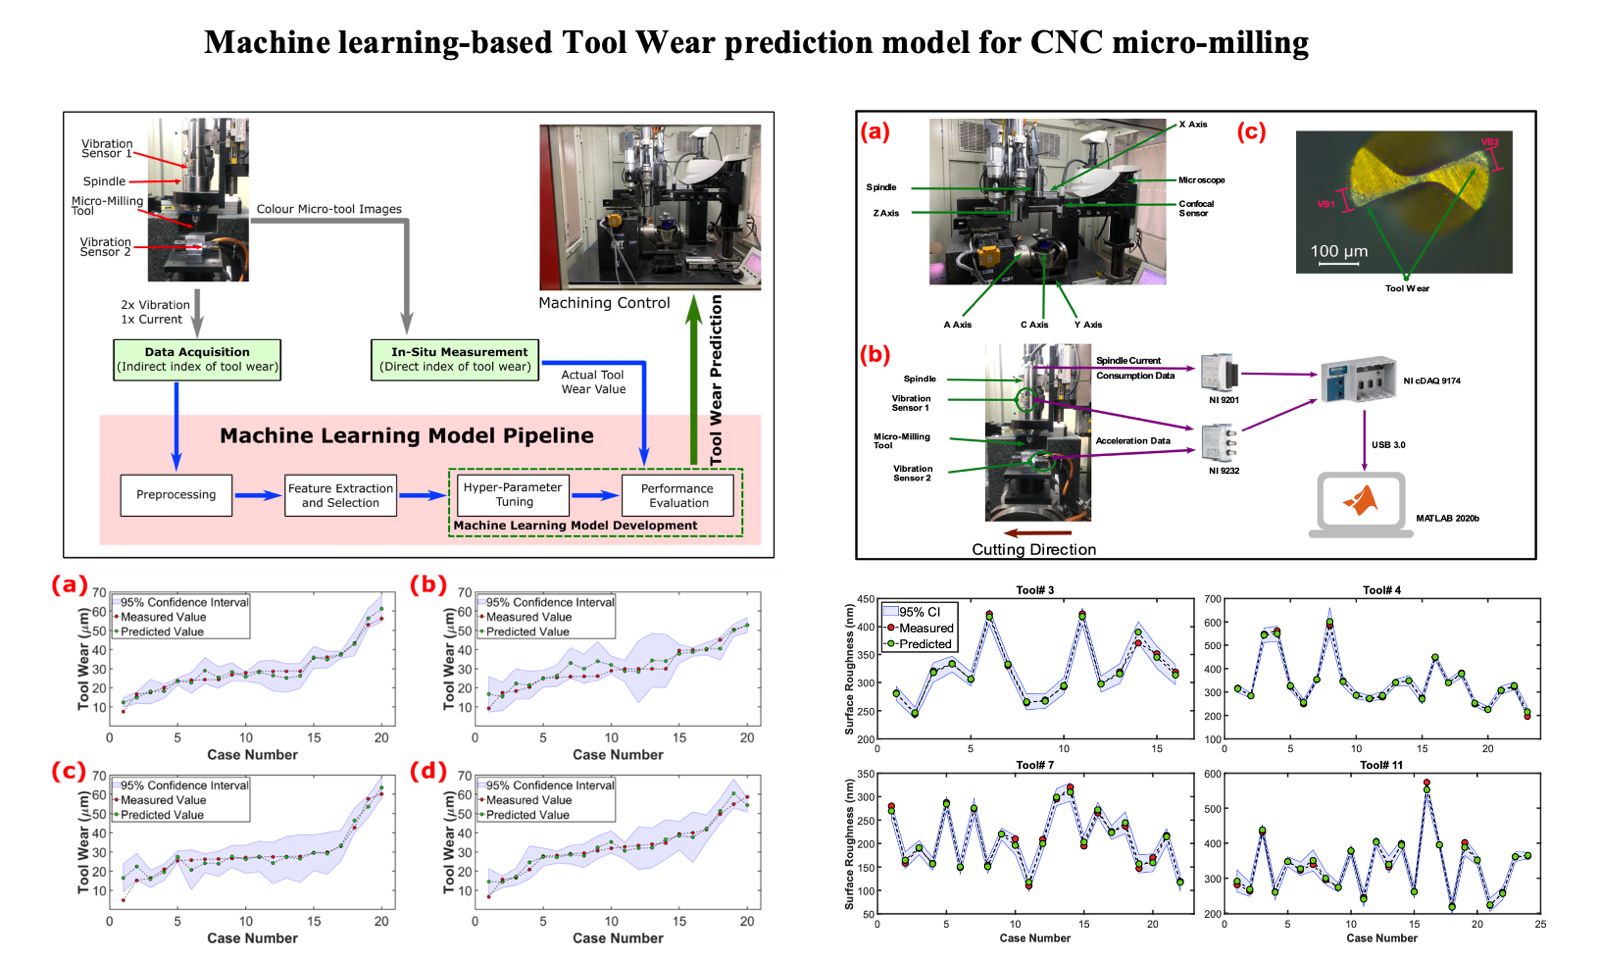 Machine learning-based Tool Wear prediction model for CNC micro-milling
Vibration
Sensor 1
Spindle
Micro-Milling
Tool
Vibration
Sensor 2
Colour Micro-tool Images
2x Vibration
1x Current
Machining Control
Data Acquisition
(Indirect index of tool wear)
In-Situ Measurement
(Direct index of tool wear)
Actual Tool
Wear Value
Tool Wear Prediction
Machine Learning Model Pipeline
Preprocessing
Feature Extraction
and Selection
Hyper-Parameter
Tuning
Performance
Evaluation
Machine Learning Model Development
(a)
X Axis
Spindle
Microscope
Z Axis
Confocal
Sensor
A Axis
C Axis
Y Axis
(c)
VB2
VB1
100 µm
Tool Wear
(b)
Spindle
Vibration
Sensor 1
Micro-Milling
Tool
Vibration
Sensor 2
Spindle Current
Consumption Data
Acceleration Data
NI 9201
NI 9232
NI cDAQ 9174
USB 3.0
MATLAB 2020b
Cutting Direction
(a)
Tool Wear (µm)
70
60
50
40
30
20
10
95% Confidence Interval
Measured Value
Predicted Value
0 5 10 15 20
Case Number
(b)
Tool Wear (µm)
70
60
50
40
30
20
10
95% Confidence Interval
Measured Value
Predicted Value
0 5 10 15 20
Case Number
(c)
Tool Wear (µm)
70
60
50
40
30
20
10
95% Confidence Interval
Measured Value
Predicted Value
0 5 10 15 20
Case Number
(d)
Tool Wear (µm)
70
60
50
40
30
20
10
95% Confidence Interval
Measured Value
Predicted Value
0 5 10 15 20
Case Number
Tool# 3
Surface Roughness (nm)
450
400
350
300
250
200
95% CI
Measured
Predicted
0 5 10 15
Tool# 4
700
600
500
400
300
200
100
0 5 10 15 20
Tool# 7
Surface Roughness (nm)
350
300
250
200
150
100
50
0 5 10 15 20
Case Number
Tool# 11
600
500
400
300
200
0 5 10 15 20 25
Case Number